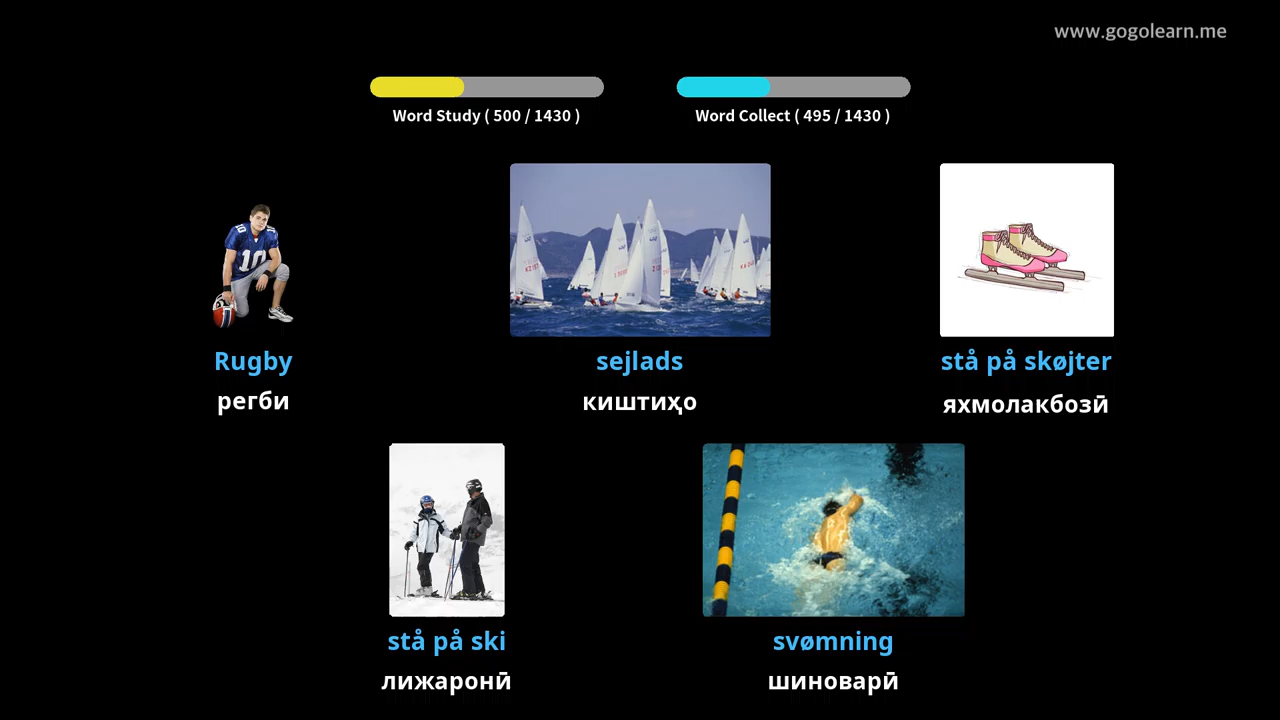 www.gogolearn.me
Word Study ( 500 / 1430 )
Word Collect ( 495 / 1430 )
Rugby
регби
sejlads
киштиҳо
stå på skøjter
яхмолакбозӣ
stå på ski
лижаронӣ
svømning
шиноварӣ